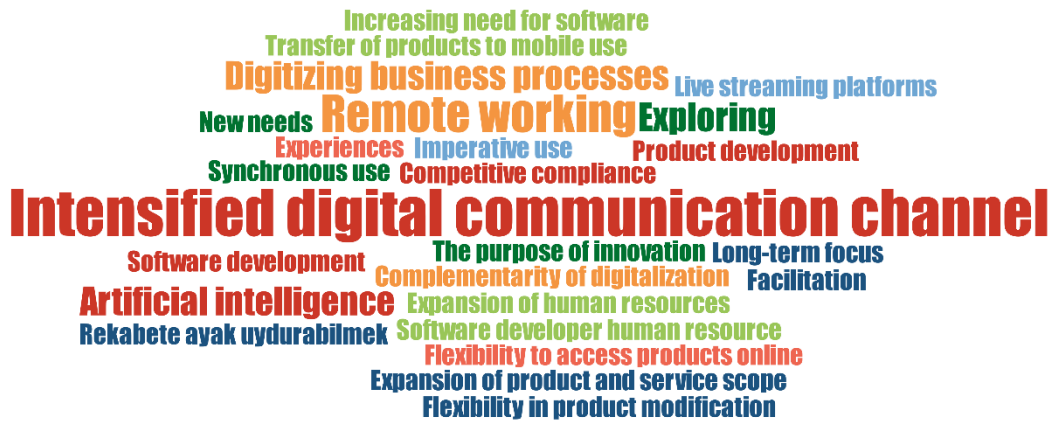 Increasing need for software
Transfer of products to mobile use
Digitizing business processes
Live streaming platforms
Remote working
Exploring
New needs
Experiences
Imperative use
Product development
Synchronous use
Competitive compliance
Intensified digital communication channel
The purpose of innovation
Long-term focus
Software development
Complementarity of digitalization
Facilitation
Artificial intelligence
Expansion of human resources
Rekabete ayak uydurabilmek
Software developer human resource
Flexibility to access products online
Expansion of product and service scope
Flexibility in product modification